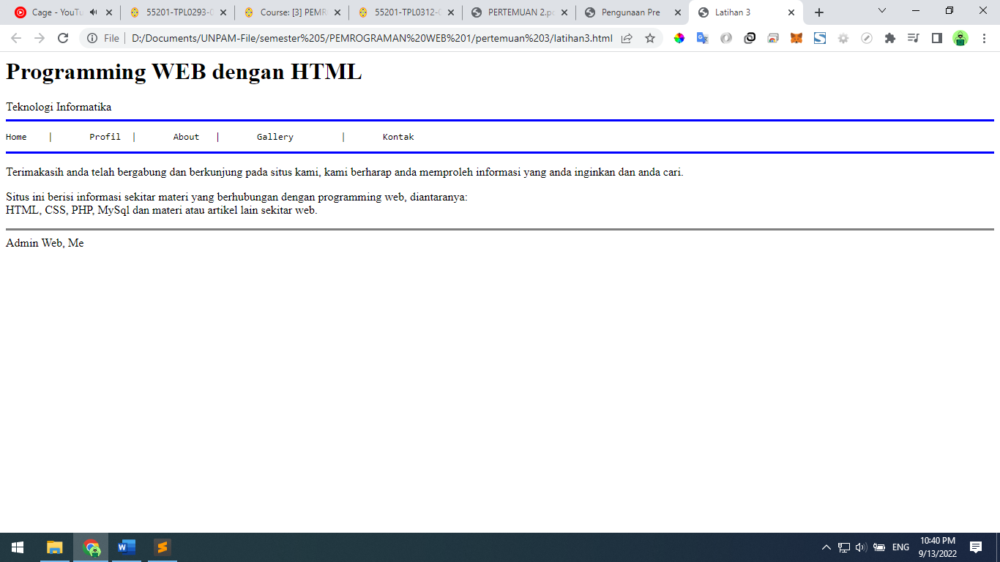 Cage - YouTu
55201-TPL0293-0
Course: [3] PEMR
55201-TPL0312-0
PERTEMUAN 2.pd
Pengunaan Pre
Latihan 3
File | D:/Documents/UNPAM-File/semester%205/PEMROGRAMAN%20WEB%201/pertemuan%203/latihan3.html
Programming WEB dengan HTML
Teknologi Informatika
Home | Profil | About | Gallery | Kontak
Terimakasih anda telah bergabung dan berkunjung pada situs kami, kami berharap anda memproleh informasi yang anda inginkan dan anda cari.
Situs ini berisi informasi sekitar materi yang berhubungan dengan programming web, diantaranya:
HTML, CSS, PHP, MySql dan materi atau artikel lain sekitar web.
Admin Web, Me
ENG
10:40 PM
9/13/2022